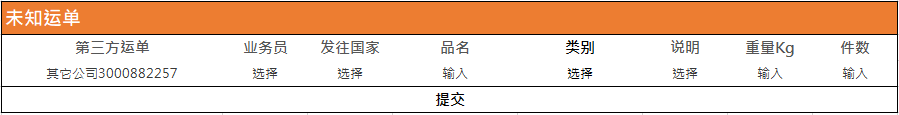 未知运单
第三方运单 业务员 发往国家 品名 类别 说明 重量Kg 件数
其它公司3000882257 选择 选择 输入 选择 选择 输入 输入
提交